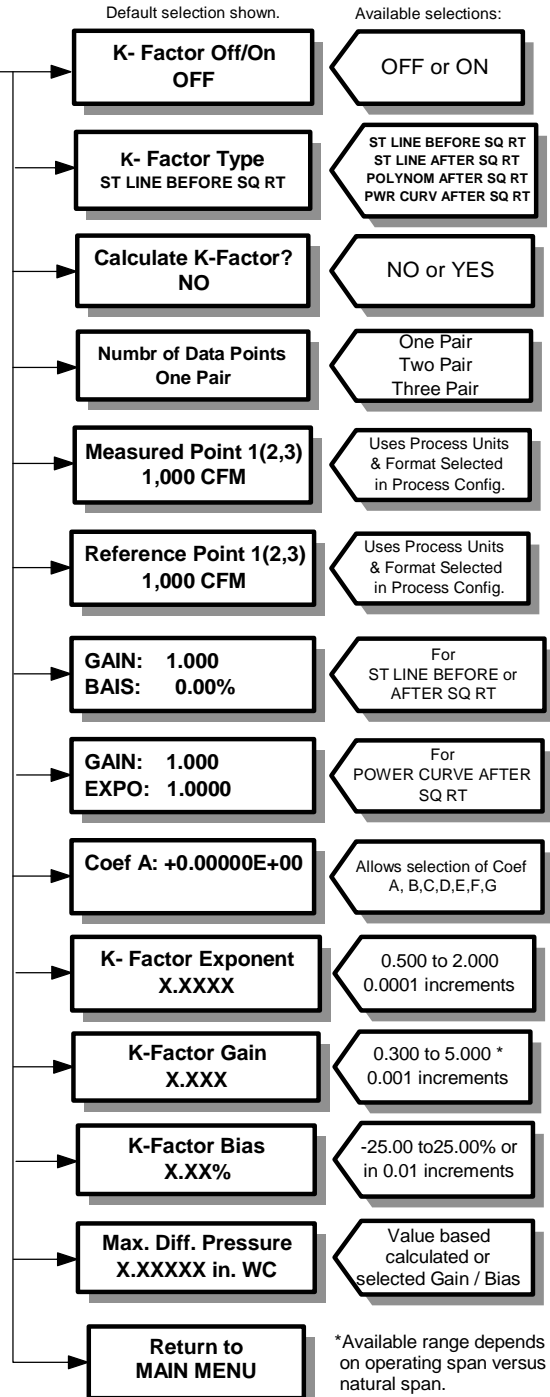 Default selection shown.
Available selections:
K- Factor Off/On
OFF
OFF or ON
K- Factor Type
ST LINE BEFORE SQ RT
ST LINE BEFORE SQ RT
ST LINE AFTER SQ RT
POLYNOM AFTER SQ RT
PWR CURV AFTER SQ RT
Calculate K-Factor?
NO
NO or YES
Numbr of Data Points
One Pair
One Pair
Two Pair
Three Pair
Measured Point 1(2,3)
1,000 CFM
Uses Process Units
& Format Selected
in Process Config.
Reference Point 1(2,3)
1,000 CFM
Uses Process Units
& Format Selected
in Process Config.
GAIN: 1.000
BAIS: 0.00%
For
ST LINE BEFORE or
AFTER SQ RT
GAIN: 1.000
EXPO: 1.0000
For
POWER CURVE AFTER
SQ RT
Coef A: +0.00000E+00
Allows selection of Coef
A, B,C,D,E,F,G
K- Factor Exponent
X.XXXX
0.500 to 2.000
0.0001 increments
K-Factor Gain
X.XXX
0.300 to 5.000 *
0.001 increments
K-Factor Bias
X.XX%
-25.00 to25.00% or
in 0.01 increments
Max. Diff. Pressure
X.XXXXX in. WC
Value based
calculated or
selected Gain / Bias
Return to
MAIN MENU
*Available range depends
on operating span versus
natural span.